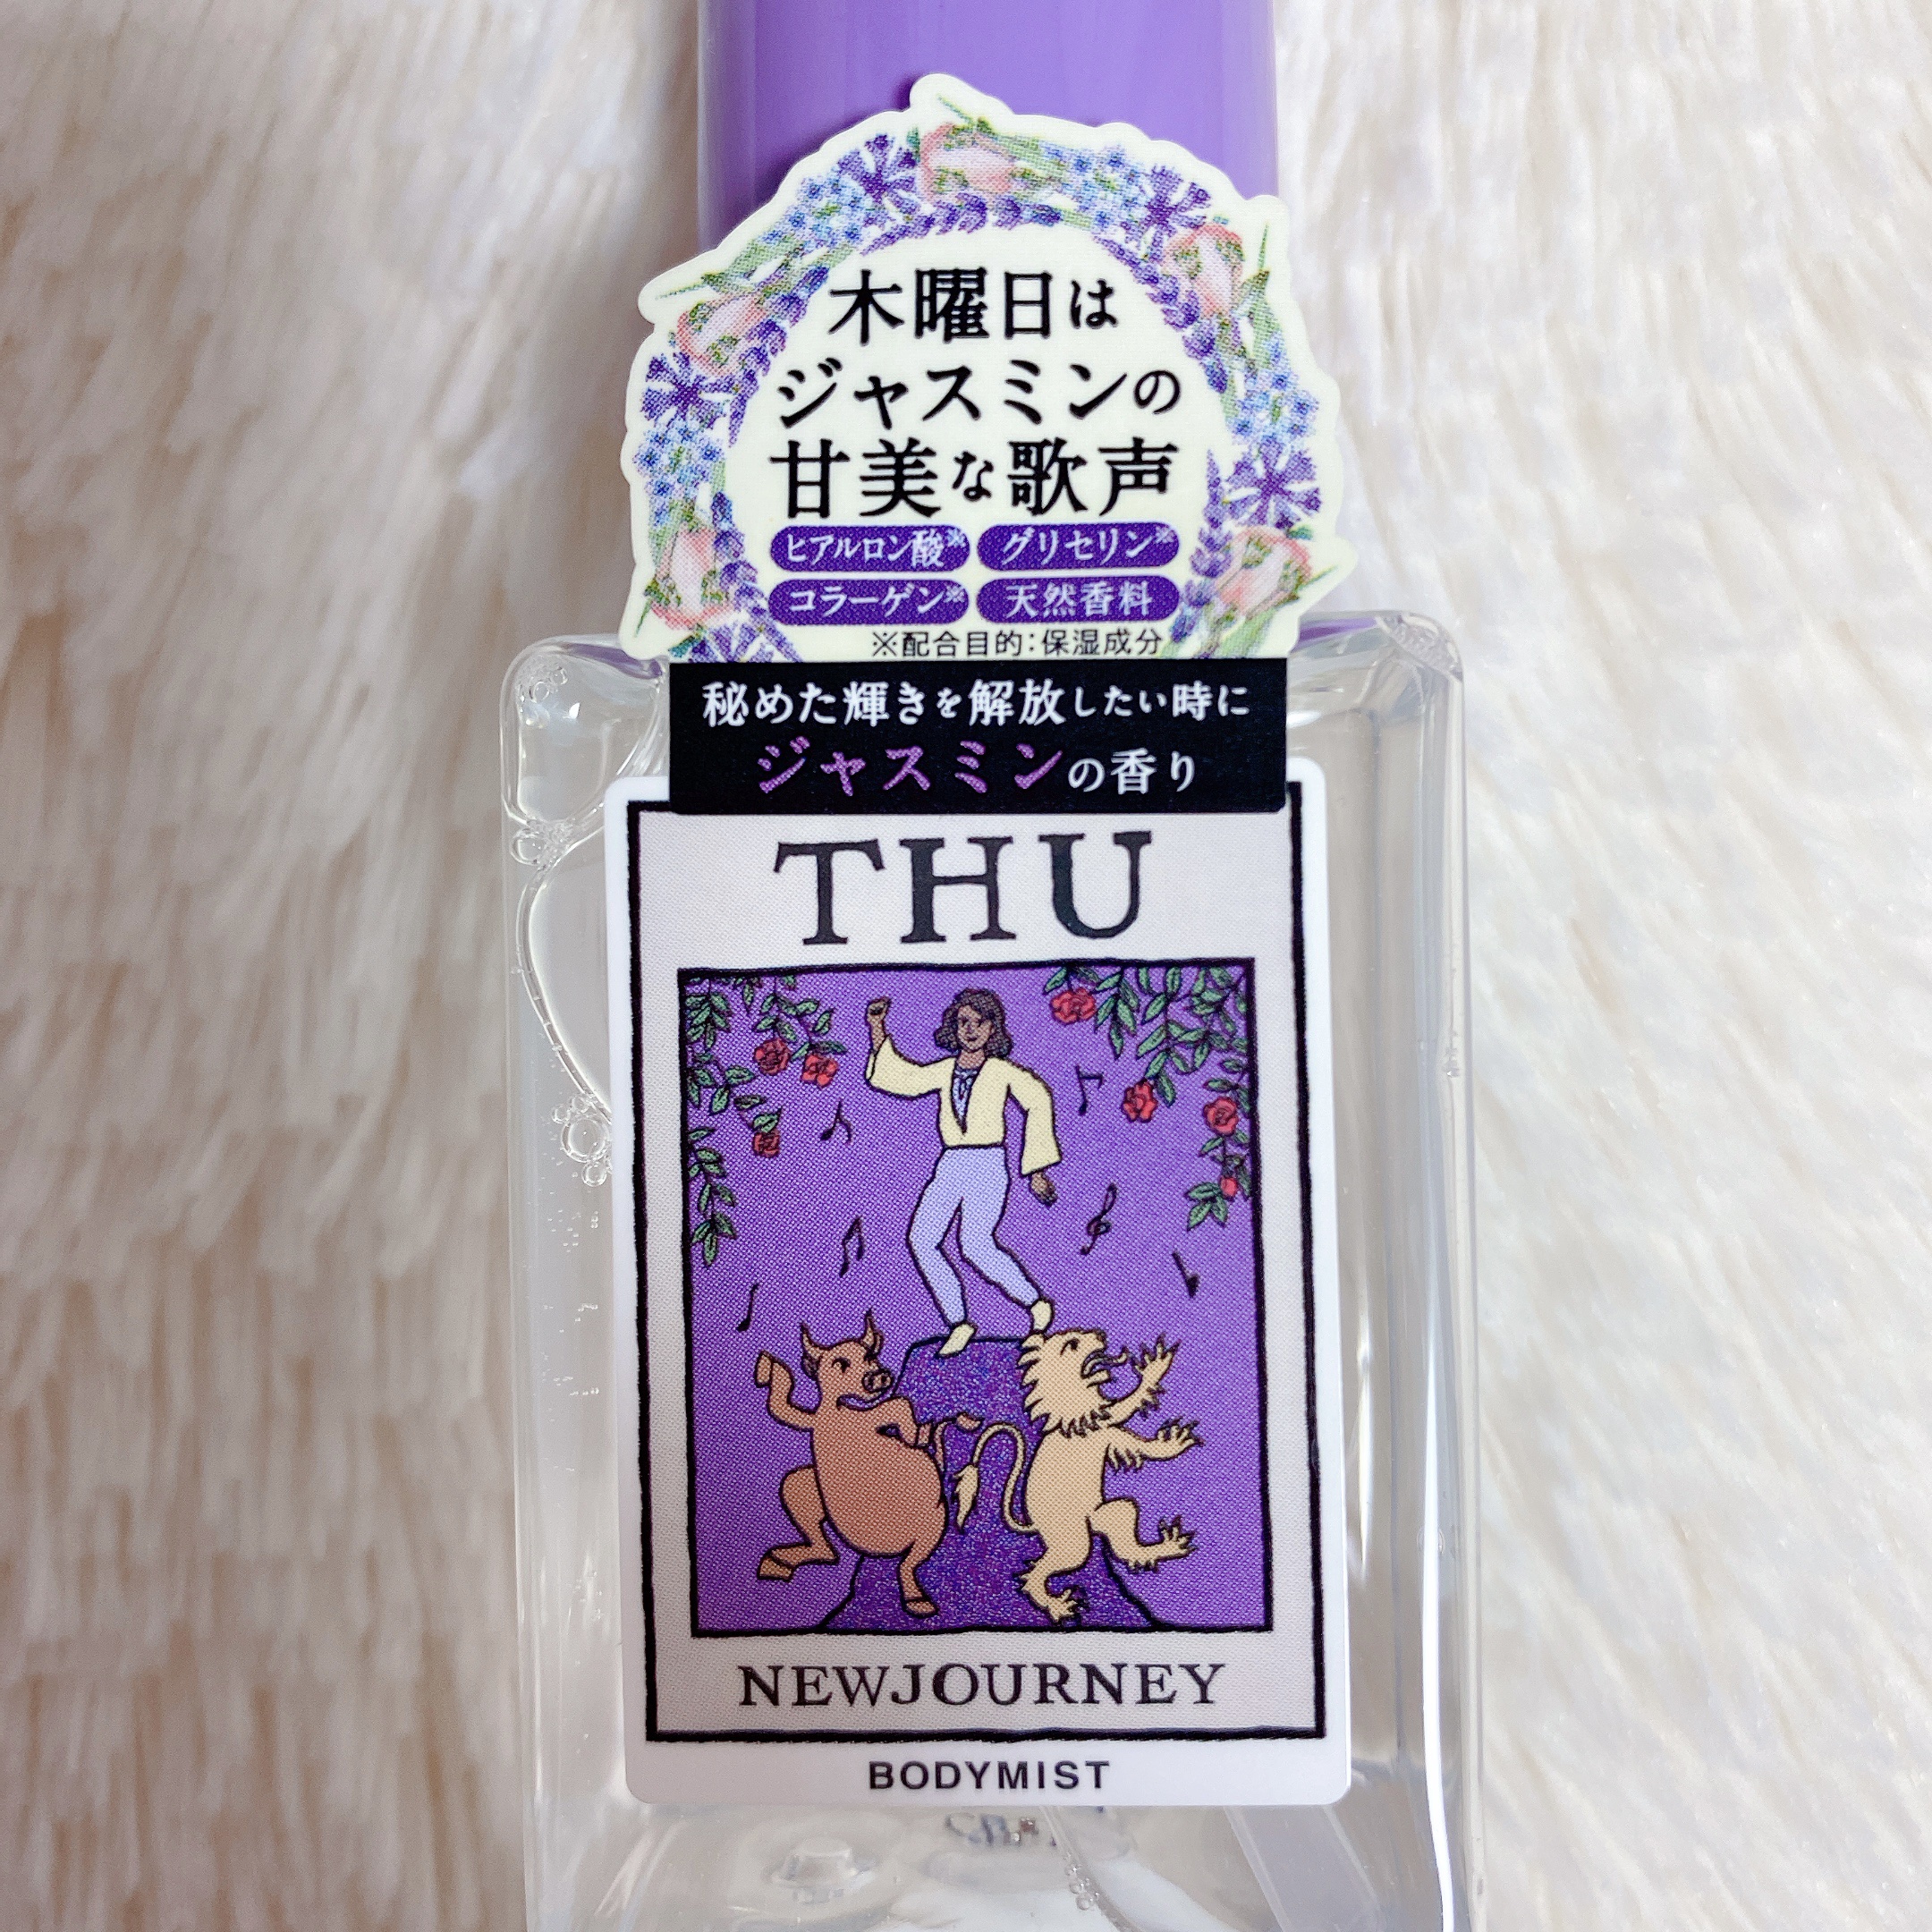 木曜日は
ジャスミンの
甘美な歌声
ヒアルロン酸※ グリセリン※
コラーゲン※ 天然香料
※配合目的：保湿成分
秘めた輝きを解放したい時に
ジャスミンの香り
THU
NEWJOURNEY
BODYMIST